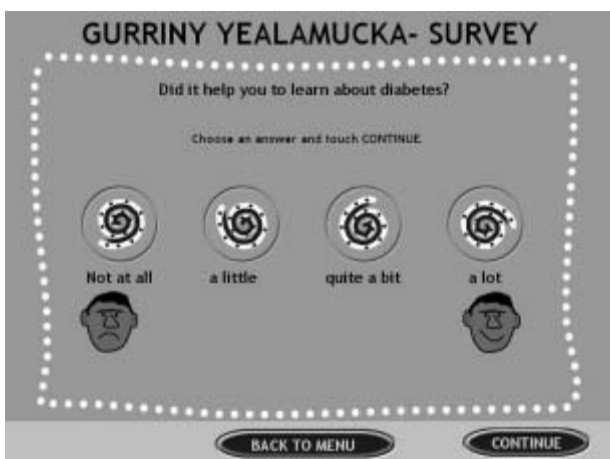 GURRINY YEALAMUCKA- SURVEY
Did it help you to learn about diabetes?
Choose an answer and touch CONTINUE
Not at all a little quite a bit a lot
BACK TO MENU CONTINUE